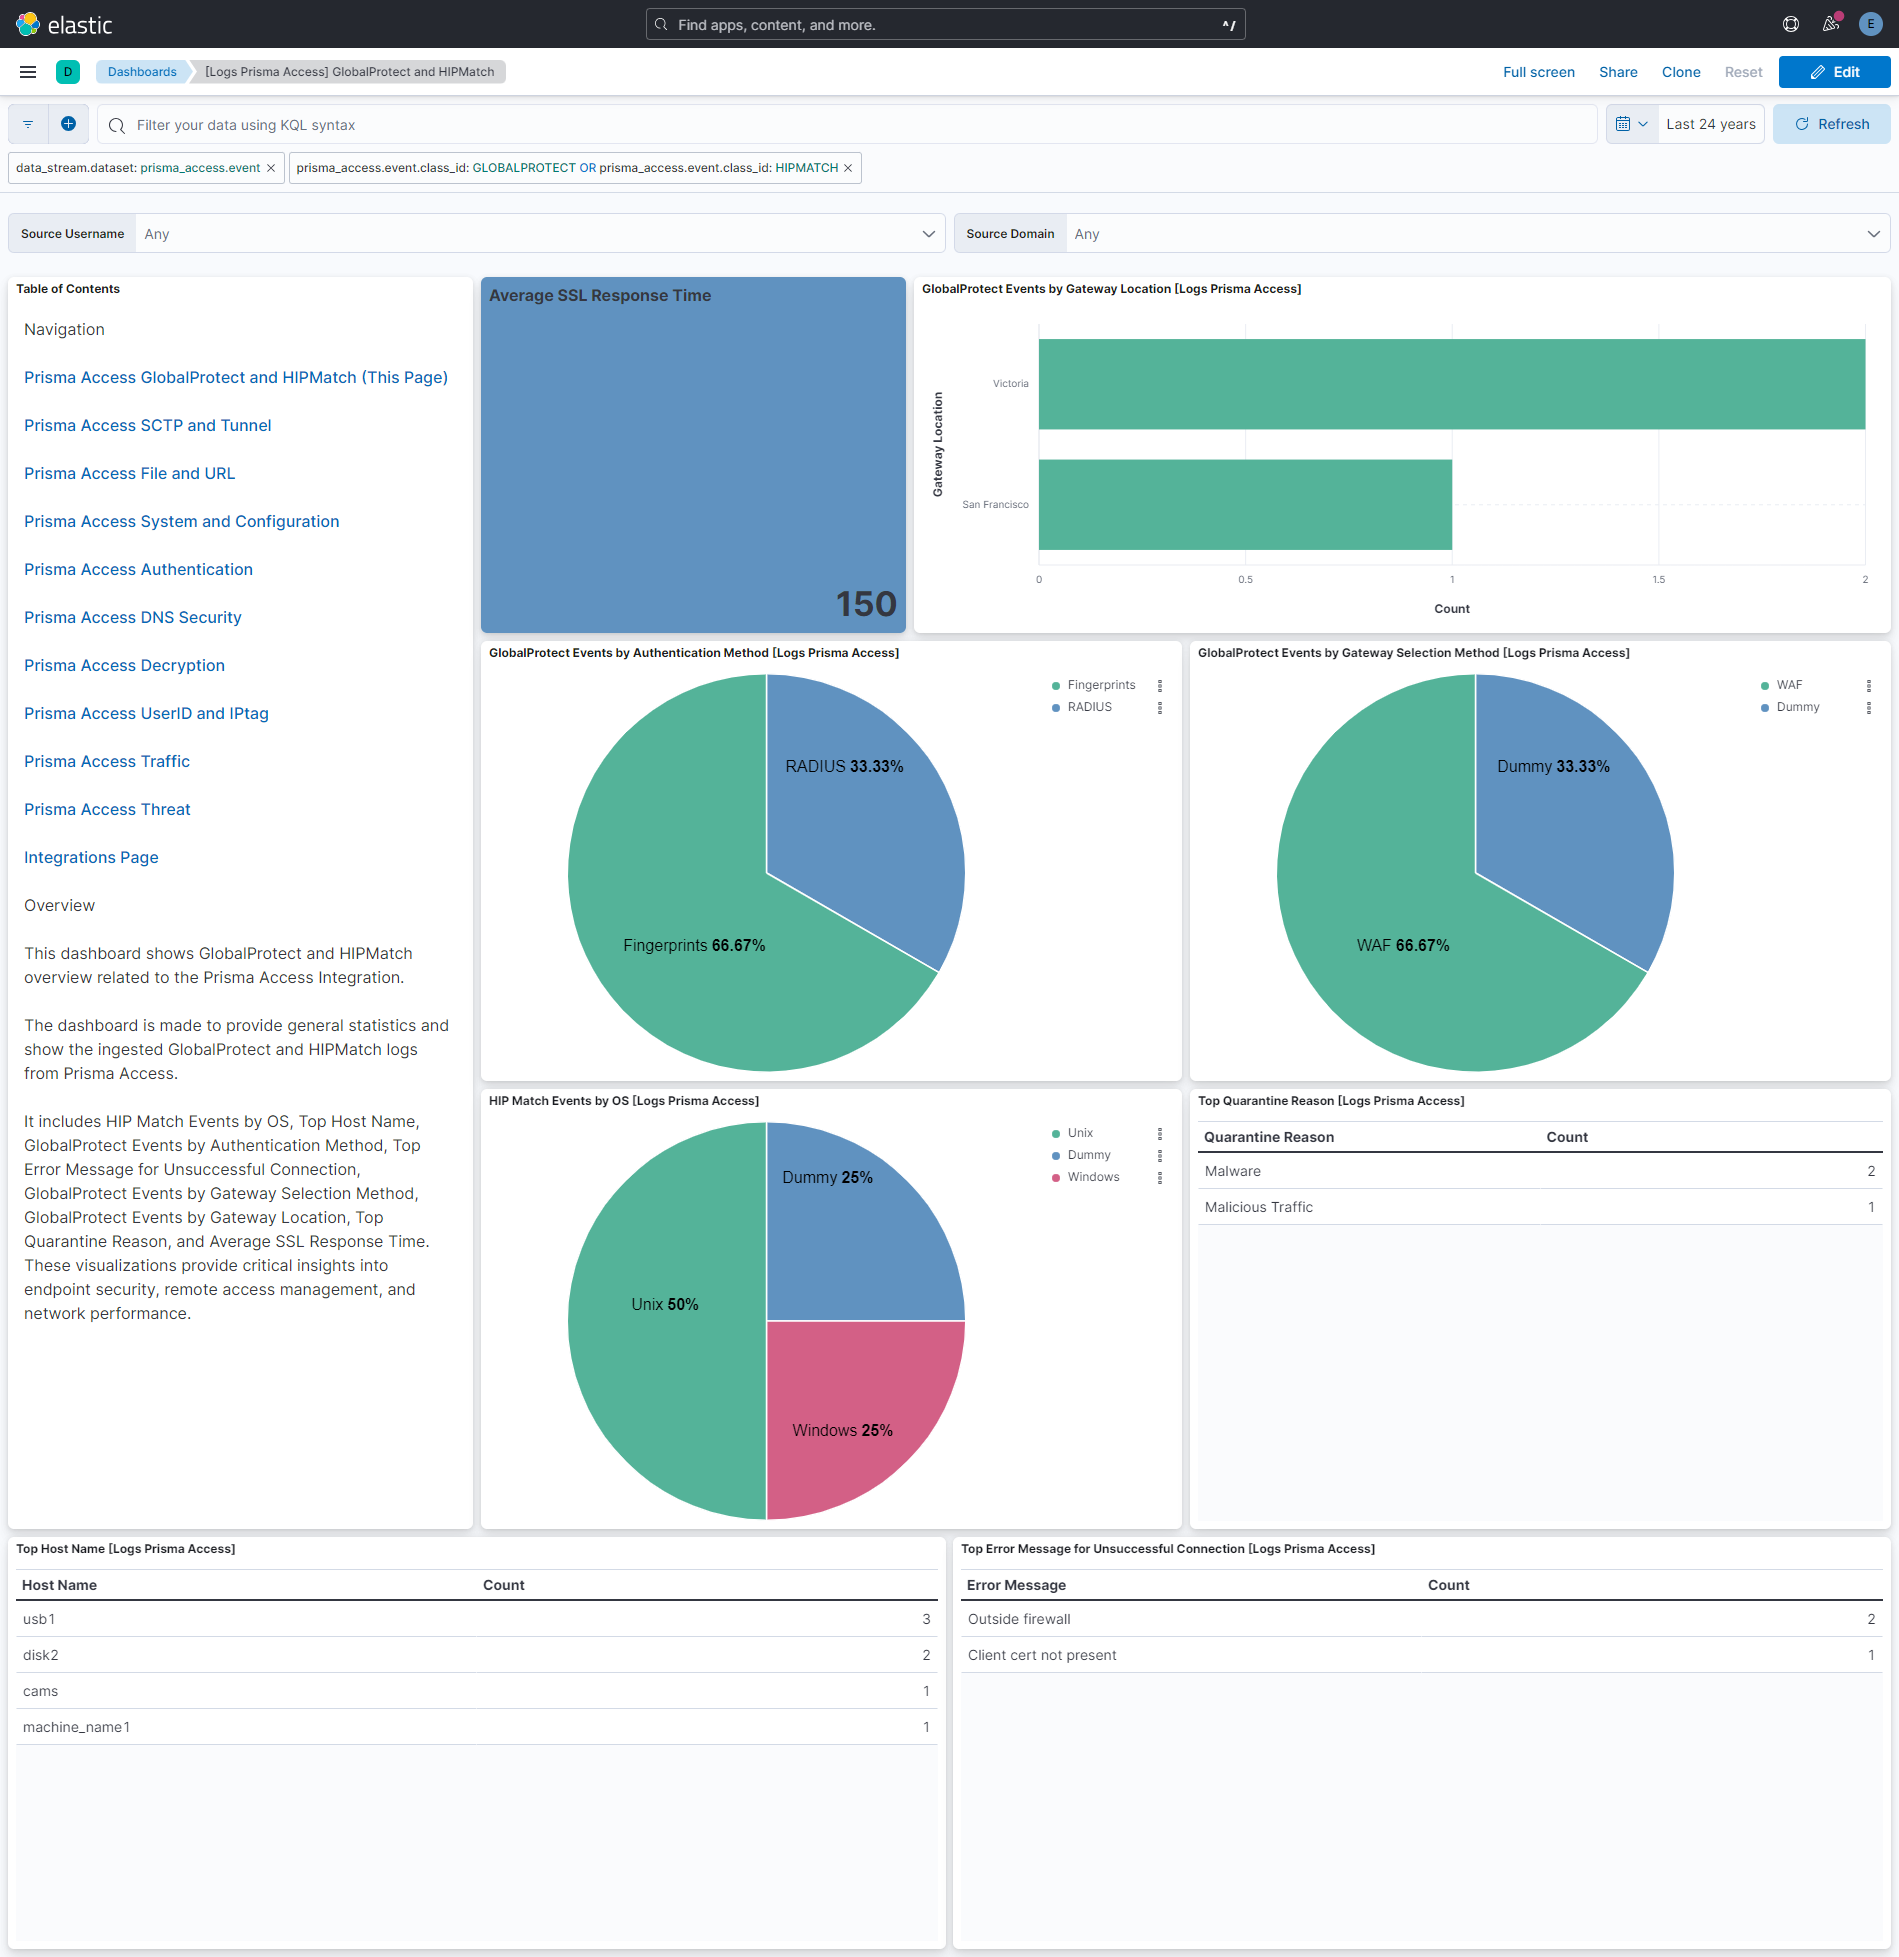 elastic
Find apps, content, and more.
^/
E
D
Dashboards
[Logs Prisma Access] GlobalProtect and HIPMatch
Full screen
Share
Clone
Reset
Edit
Filter your data using KQL syntax
Last 24 years
Refresh
data_stream.dataset: prisma_access.event ×
prisma_access.event.class_id: GLOBALPROTECT OR prisma_access.event.class_id: HIPMATCH ×
Source Username
Any
Source Domain
Any
Table of Contents
Navigation
Prisma Access GlobalProtect and HIPMatch (This Page)
Prisma Access SCTP and Tunnel
Prisma Access File and URL
Prisma Access System and Configuration
Prisma Access Authentication
Prisma Access DNS Security
Prisma Access Decryption
Prisma Access UserID and IPtag
Prisma Access Traffic
Prisma Access Threat
Integrations Page
Overview
This dashboard shows GlobalProtect and HIPMatch
overview related to the Prisma Access Integration.
The dashboard is made to provide general statistics and
show the ingested GlobalProtect and HIPMatch logs
from Prisma Access.
It includes HIP Match Events by OS, Top Host Name,
GlobalProtect Events by Authentication Method, Top
Error Message for Unsuccessful Connection,
GlobalProtect Events by Gateway Selection Method,
GlobalProtect Events by Gateway Location, Top
Quarantine Reason, and Average SSL Response Time.
These visualizations provide critical insights into
endpoint security, remote access management, and
network performance.
Average SSL Response Time
150
GlobalProtect Events by Gateway Location [Logs Prisma Access]
Gateway Location
Victoria
San Francisco
0
0.5
1
1.5
2
Count
GlobalProtect Events by Authentication Method [Logs Prisma Access]
Fingerprints
RADIUS
RADIUS 33.33%
Fingerprints 66.67%
GlobalProtect Events by Gateway Selection Method [Logs Prisma Access]
WAF
Dummy
Dummy 33.33%
WAF 66.67%
HIP Match Events by OS [Logs Prisma Access]
Unix
Dummy
Windows
Dummy 25%
Unix 50%
Windows 25%
Top Quarantine Reason [Logs Prisma Access]
Quarantine Reason Count
Malware 2
Malicious Traffic 1
Top Host Name [Logs Prisma Access]
Host Name Count
usb1 3
disk2 2
cams 1
machine_name1 1
Top Error Message for Unsuccessful Connection [Logs Prisma Access]
Error Message Count
Outside firewall 2
Client cert not present 1